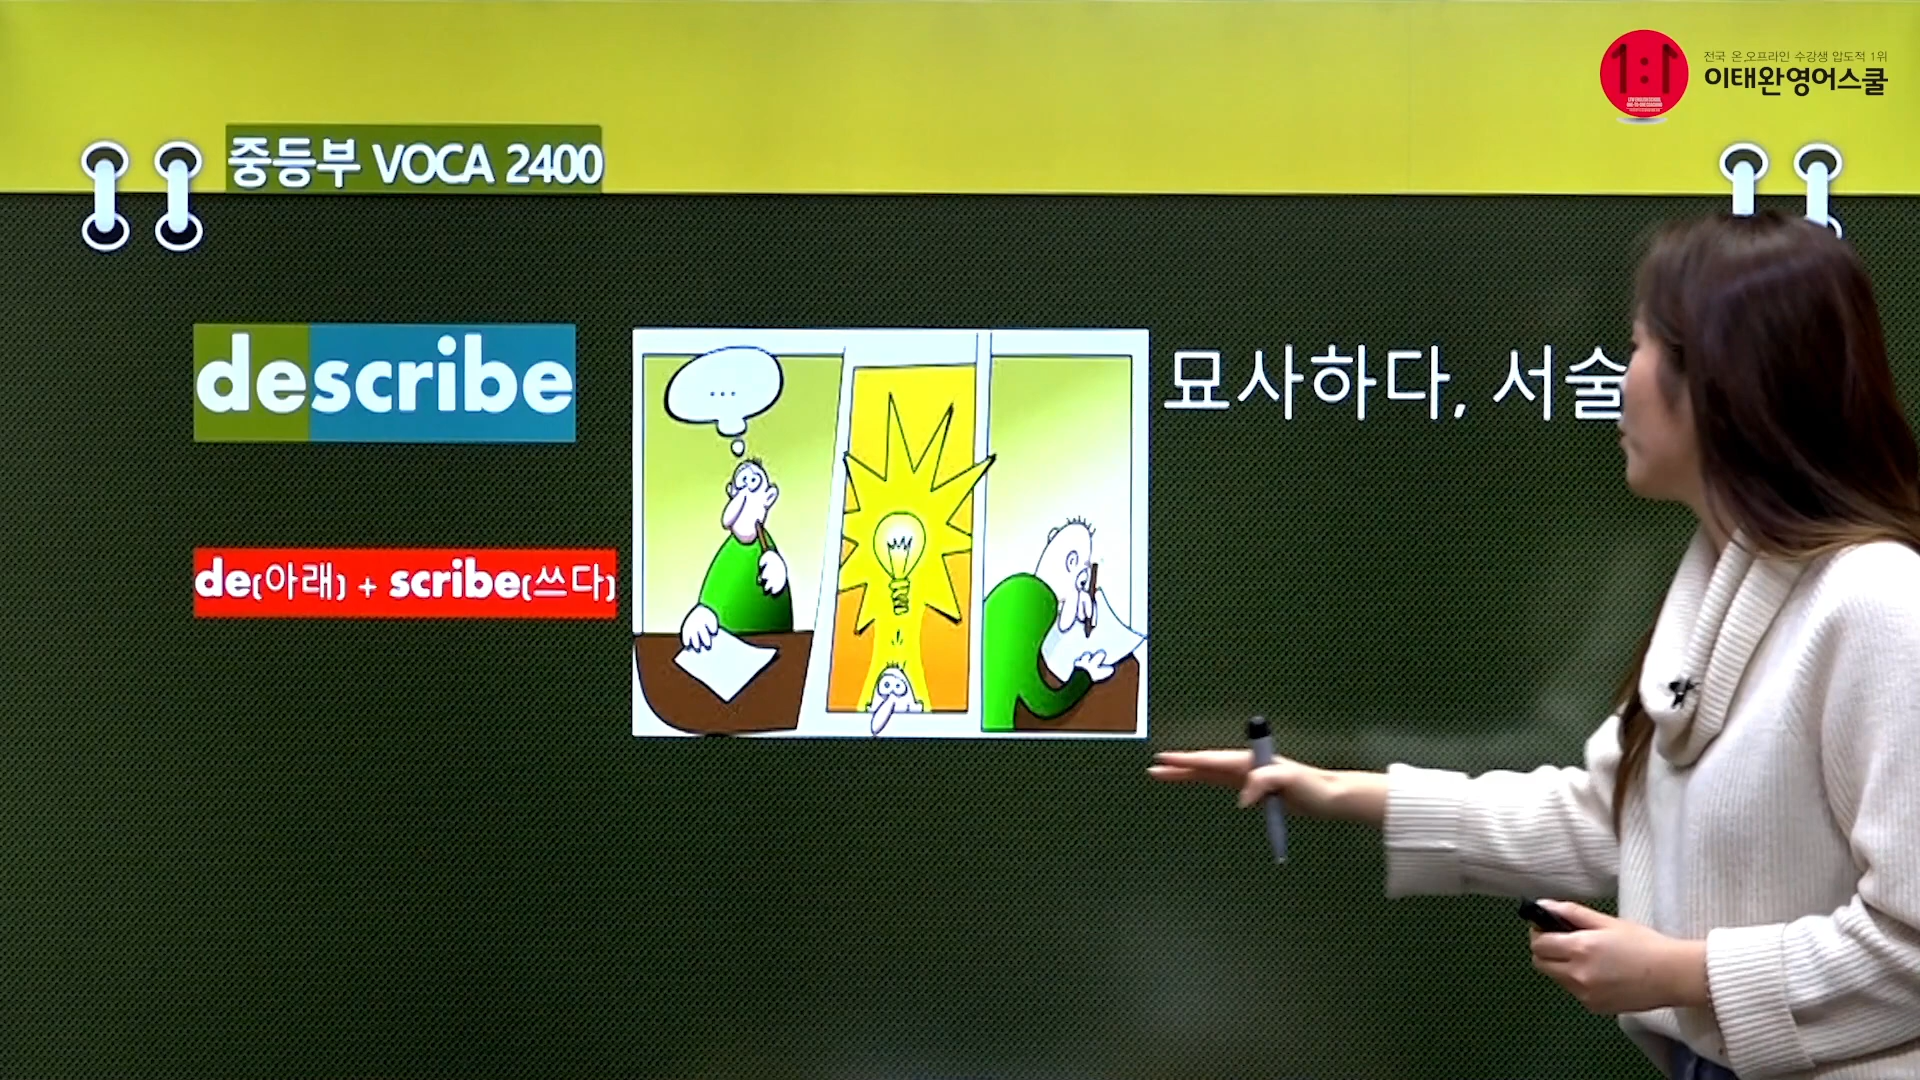 전국 온,오프라인 수강생 압도적 1위
이태완영어스쿨
1:1
중등부 VOCA 2400
describe
...
묘사하다, 서술
de(아래) + scribe(쓰다)